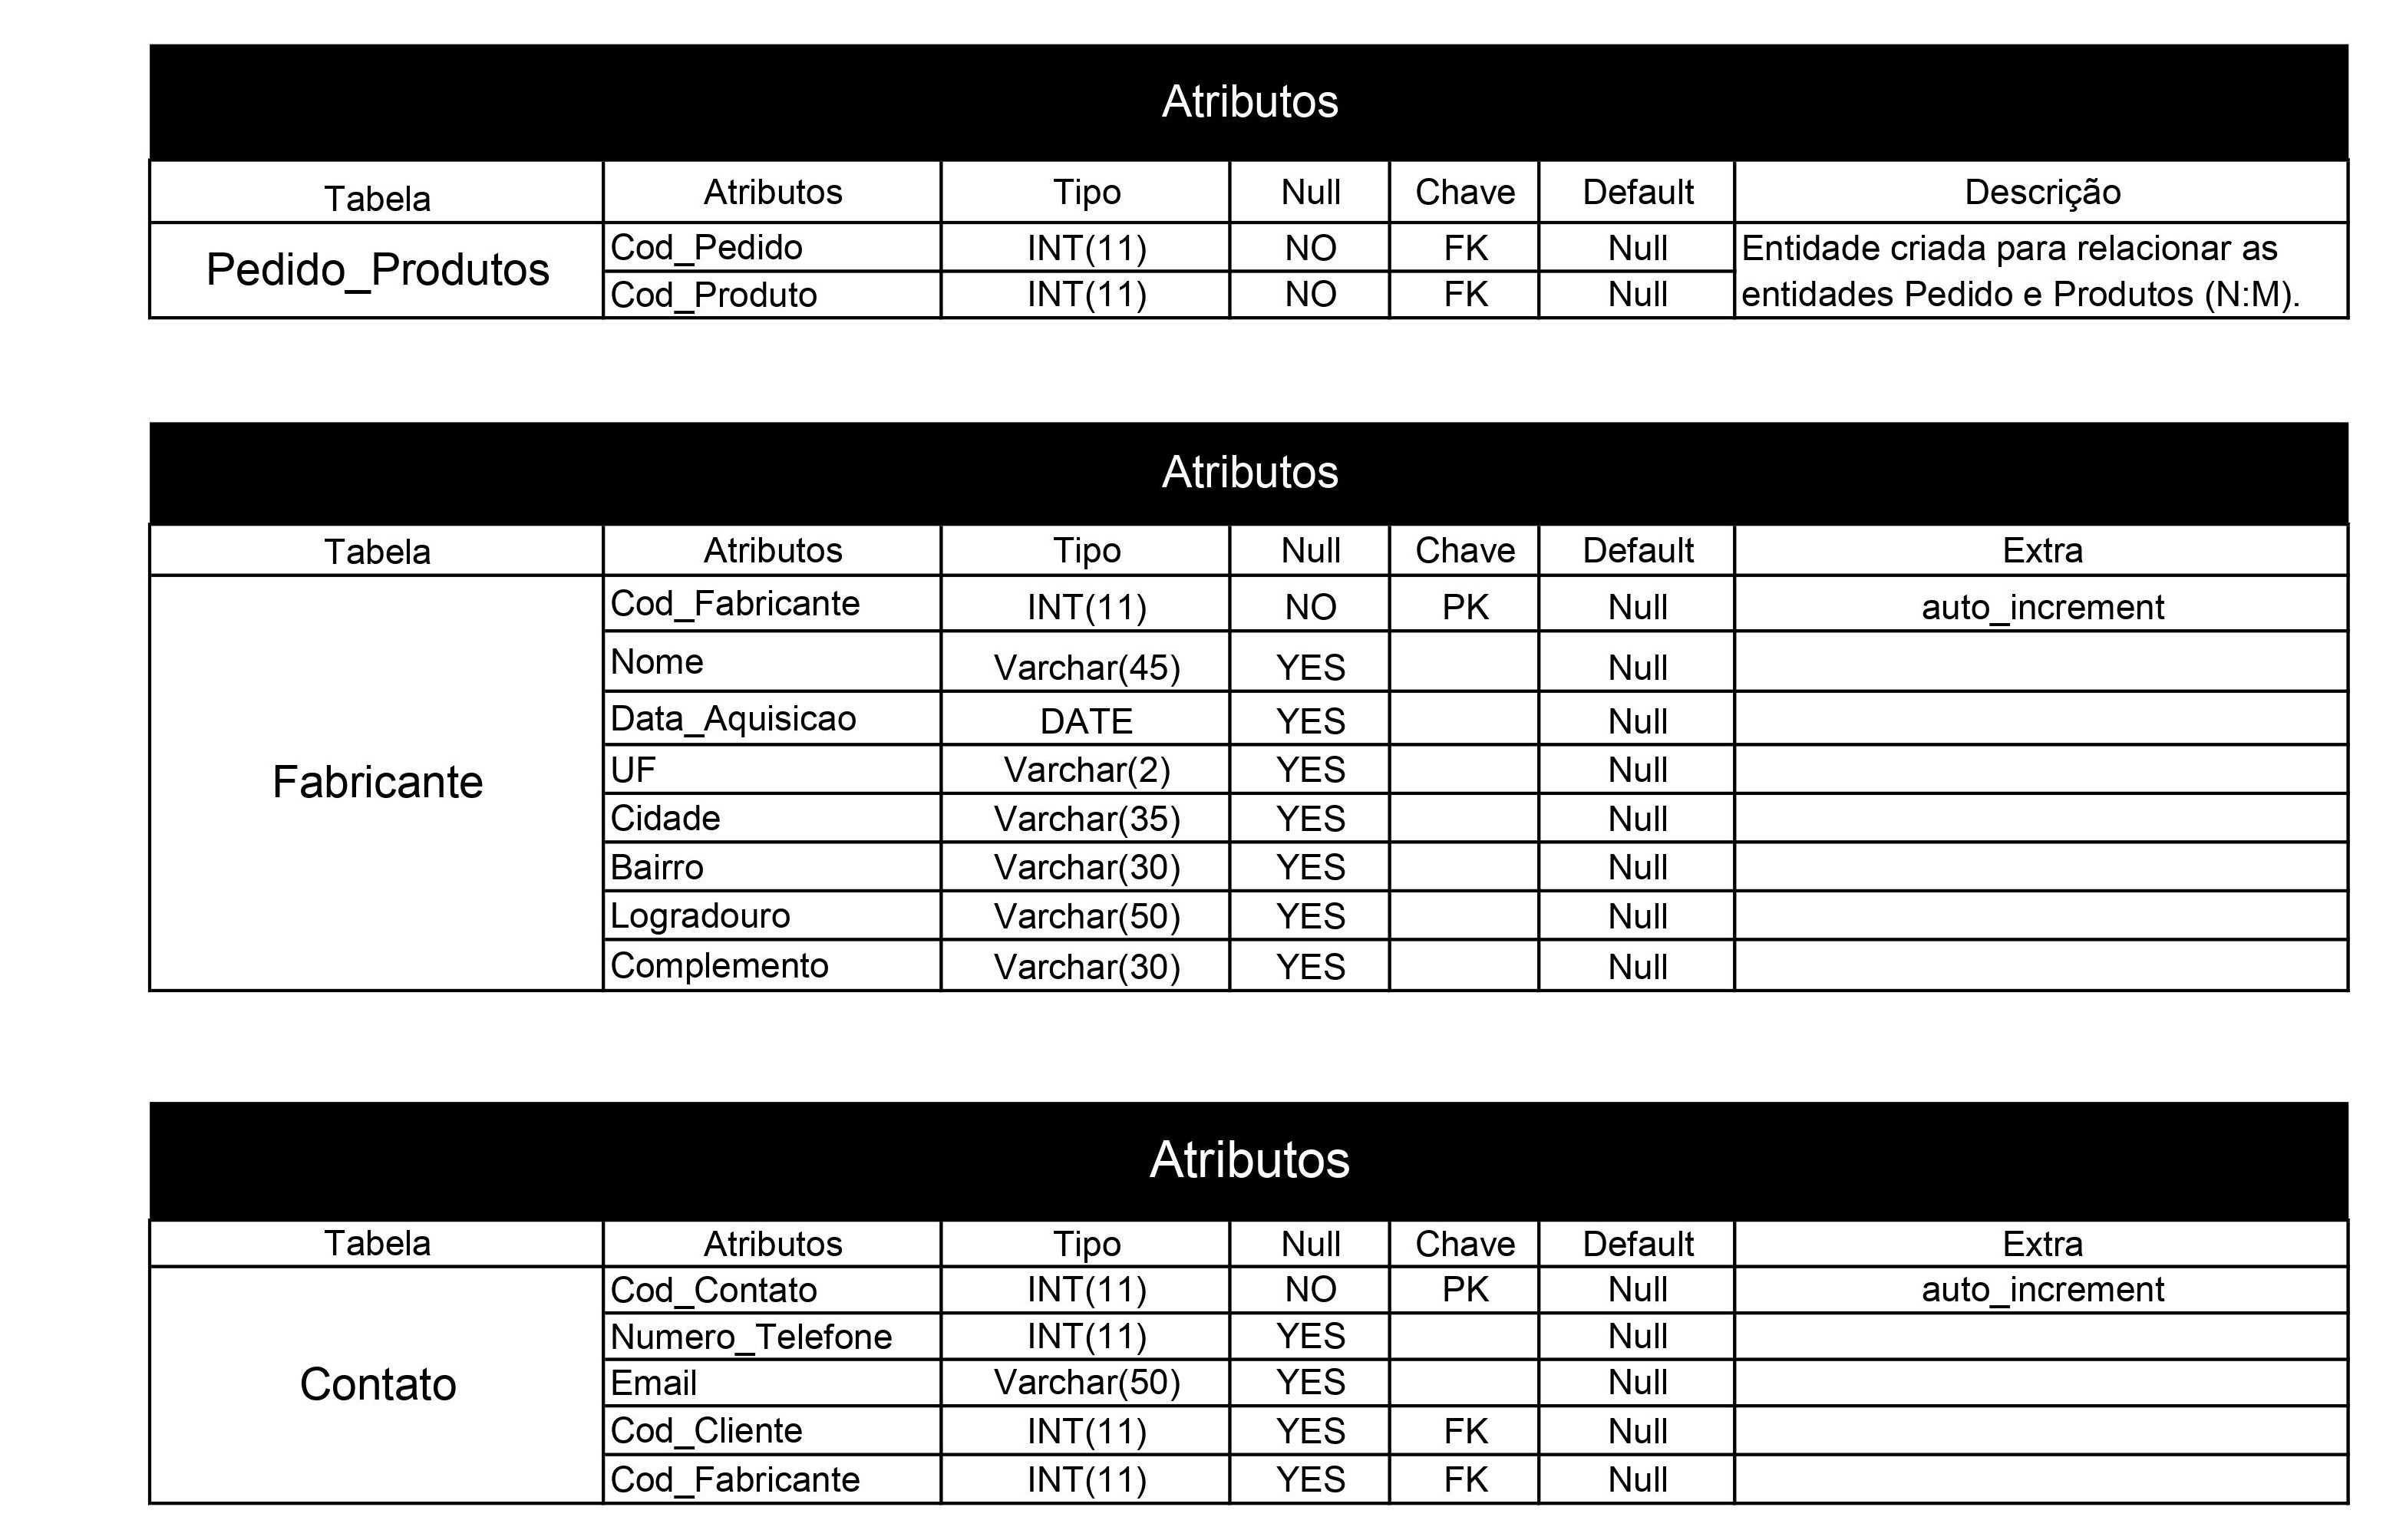 Atributos
Tabela Atributos Tipo Null Chave Default Descrição
Pedido_Produtos Cod_Pedido INT(11) NO FK Null Entidade criada para relacionar as
Cod_Produto INT(11) NO FK Null entidades Pedido e Produtos (N:M).
Atributos
Tabela Atributos Tipo Null Chave Default Extra
Fabricante
Cod_Fabricante INT(11) NO PK Null auto_increment
Nome Varchar(45) YES Null
Data_Aquisicao DATE YES Null
UF Varchar(2) YES Null
Cidade Varchar(35) YES Null
Bairro Varchar(30) YES Null
Logradouro Varchar(50) YES Null
Complemento Varchar(30) YES Null
Atributos
Tabela Atributos Tipo Null Chave Default Extra
Contato
Cod_Contato INT(11) NO PK Null auto_increment
Numero_Telefone INT(11) YES Null
Email Varchar(50) YES Null
Cod_Cliente INT(11) YES FK Null
Cod_Fabricante INT(11) YES FK Null